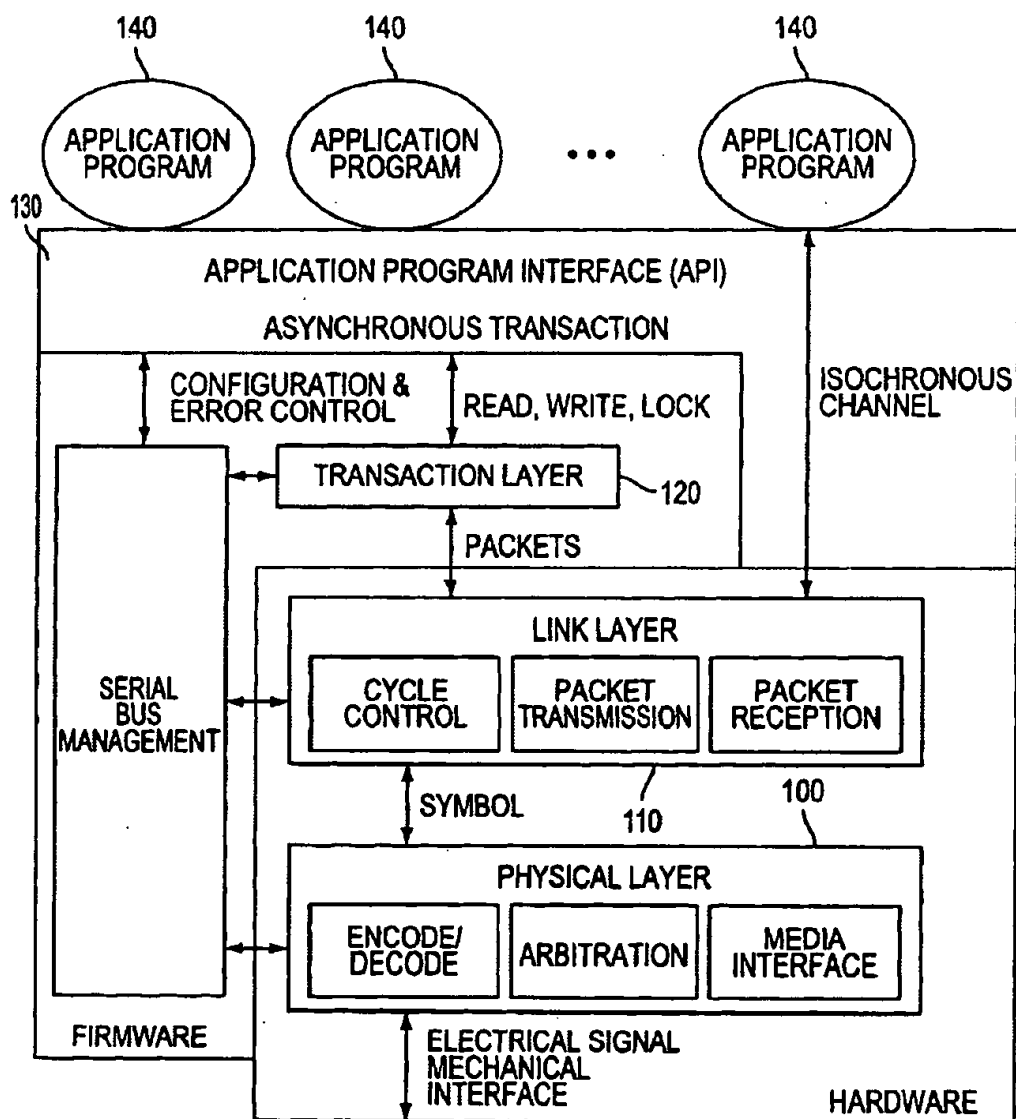 140
140
140
APPLICATION
PROGRAM
APPLICATION
PROGRAM
...
APPLICATION
PROGRAM
130
APPLICATION PROGRAM INTERFACE (API)
ASYNCHRONOUS TRANSACTION
CONFIGURATION &
ERROR CONTROL
READ, WRITE, LOCK
ISOCHRONOUS
CHANNEL
TRANSACTION LAYER
120
PACKETS
LINK LAYER
CYCLE
CONTROL
PACKET
TRANSMISSION
PACKET
RECEPTION
SERIAL
BUS
MANAGEMENT
SYMBOL
110
100
PHYSICAL LAYER
ENCODE/
DECODE
ARBITRATION
MEDIA
INTERFACE
FIRMWARE
ELECTRICAL SIGNAL
MECHANICAL
INTERFACE
HARDWARE